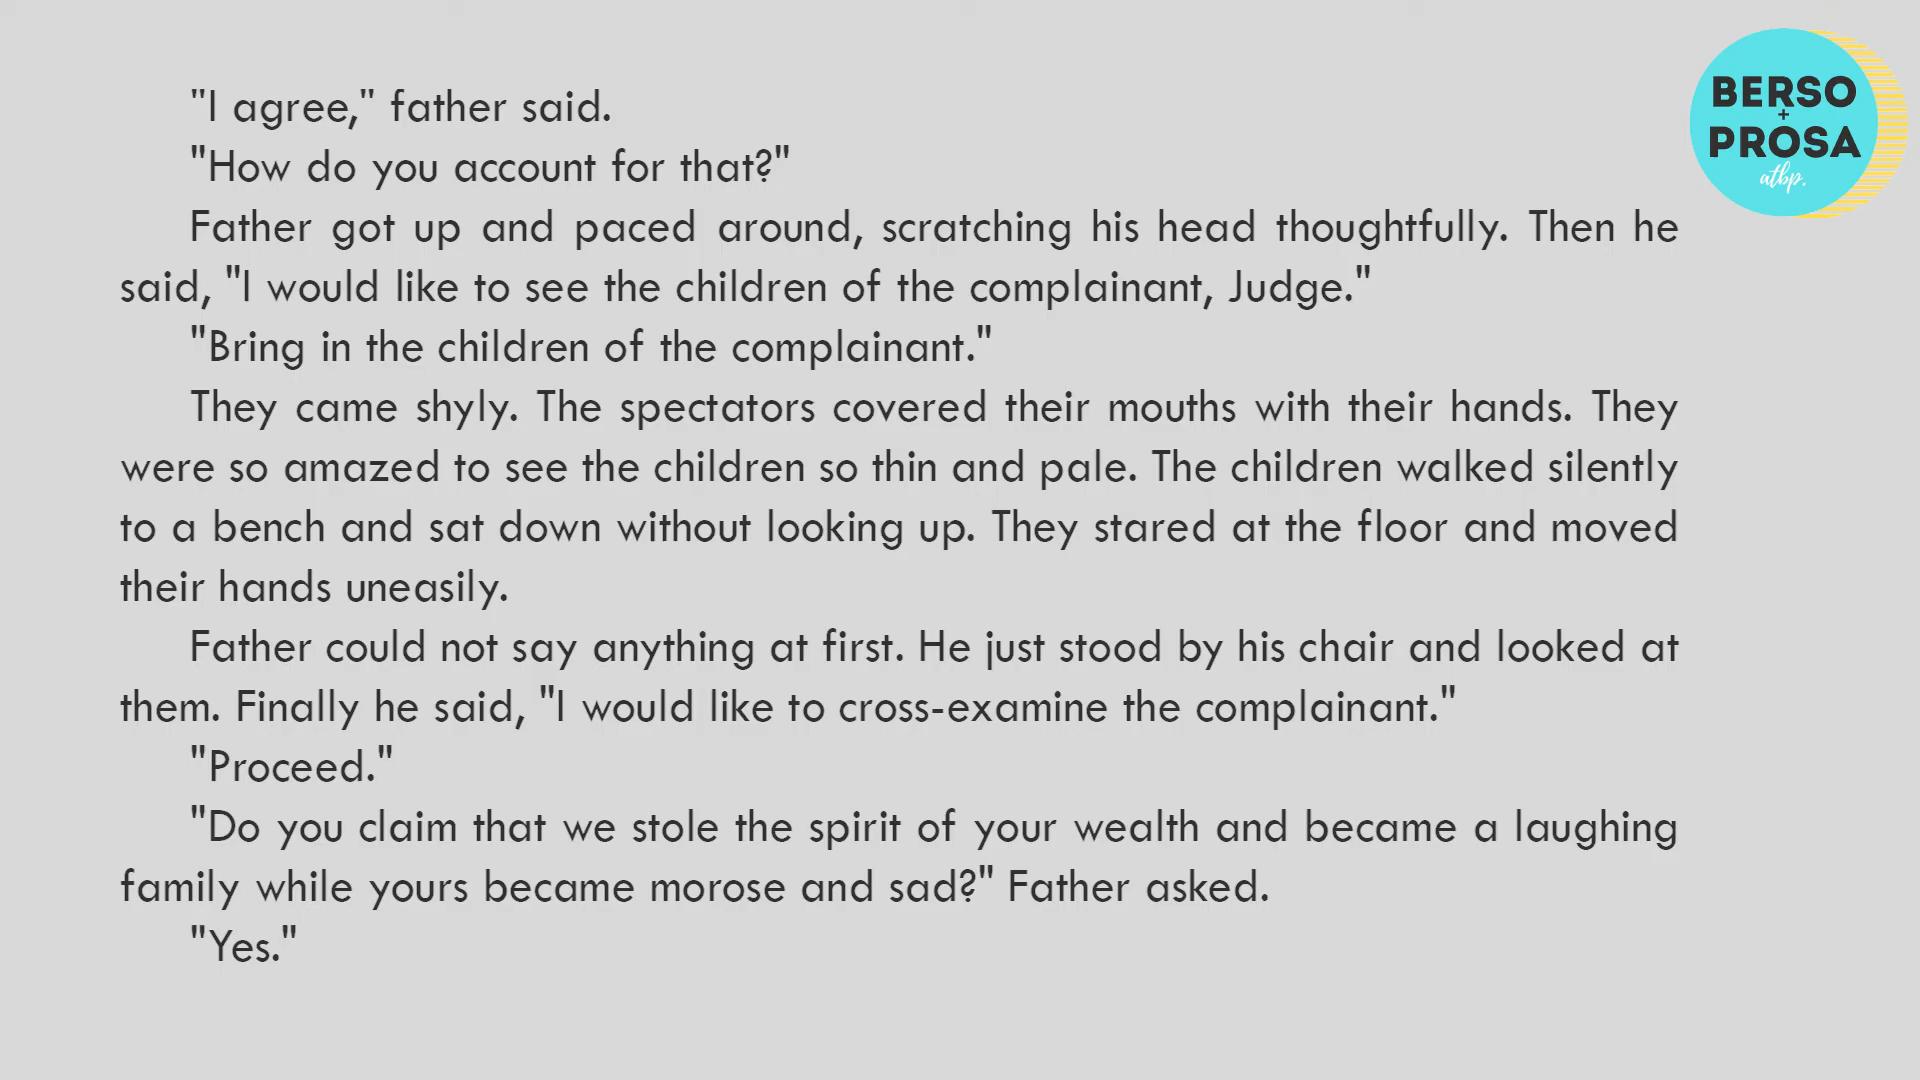 "I agree," father said.
"How do you account for that?"
Father got up and paced around, scratching his head thoughtfully. Then he
said, "I would like to see the children of the complainant, Judge."
"Bring in the children of the complainant."
They came shyly. The spectators covered their mouths with their hands. They
were so amazed to see the children so thin and pale. The children walked silently
to a bench and sat down without looking up. They stared at the floor and moved
their hands uneasily.
Father could not say anything at first. He just stood by his chair and looked at
them. Finally he said, "I would like to cross-examine the complainant."
"Proceed."
"Do you claim that we stole the spirit of your wealth and became a laughing
family while yours became morose and sad?" Father asked.
"Yes."
BERSO
+
PROSA
atbp.